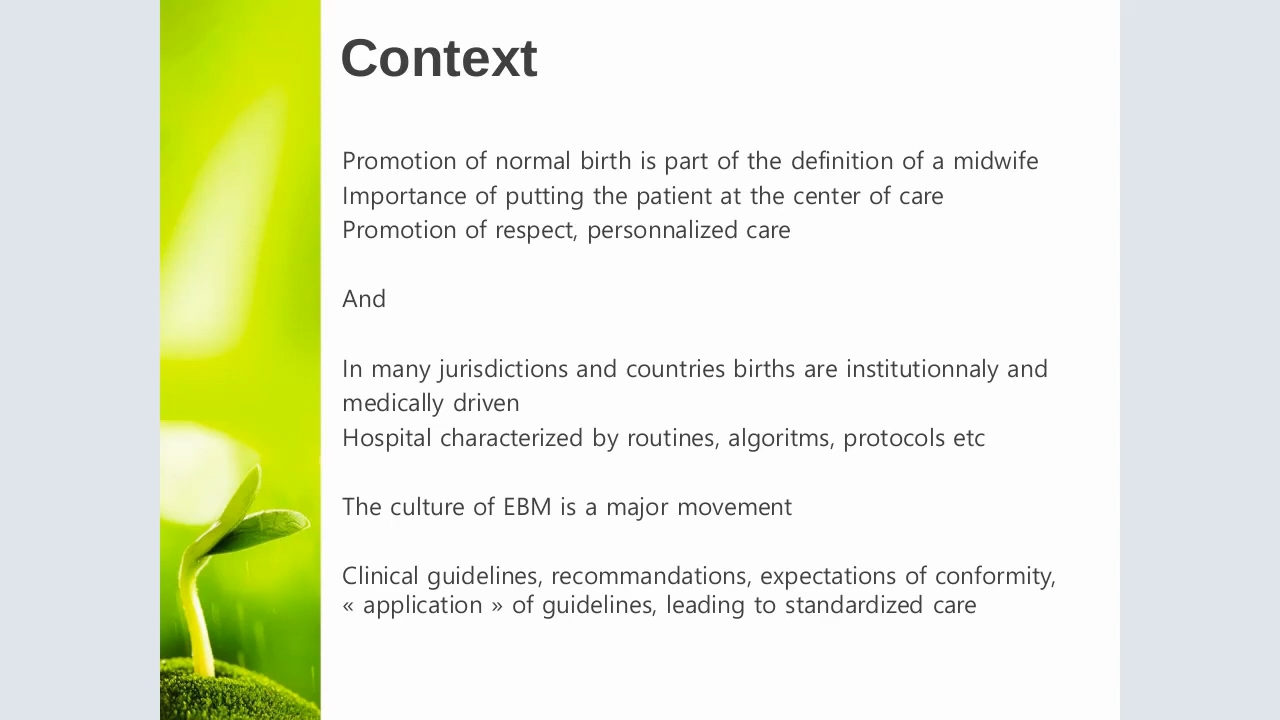 Context
Promotion of normal birth is part of the definition of a midwife
Importance of putting the patient at the center of care
Promotion of respect, personnalized care
And
In many jurisdictions and countries births are institutionnaly and
medically driven
Hospital characterized by routines, algoritms, protocols etc
The culture of EBM is a major movement
Clinical guidelines, recommandations, expectations of conformity,
« application » of guidelines, leading to standardized care